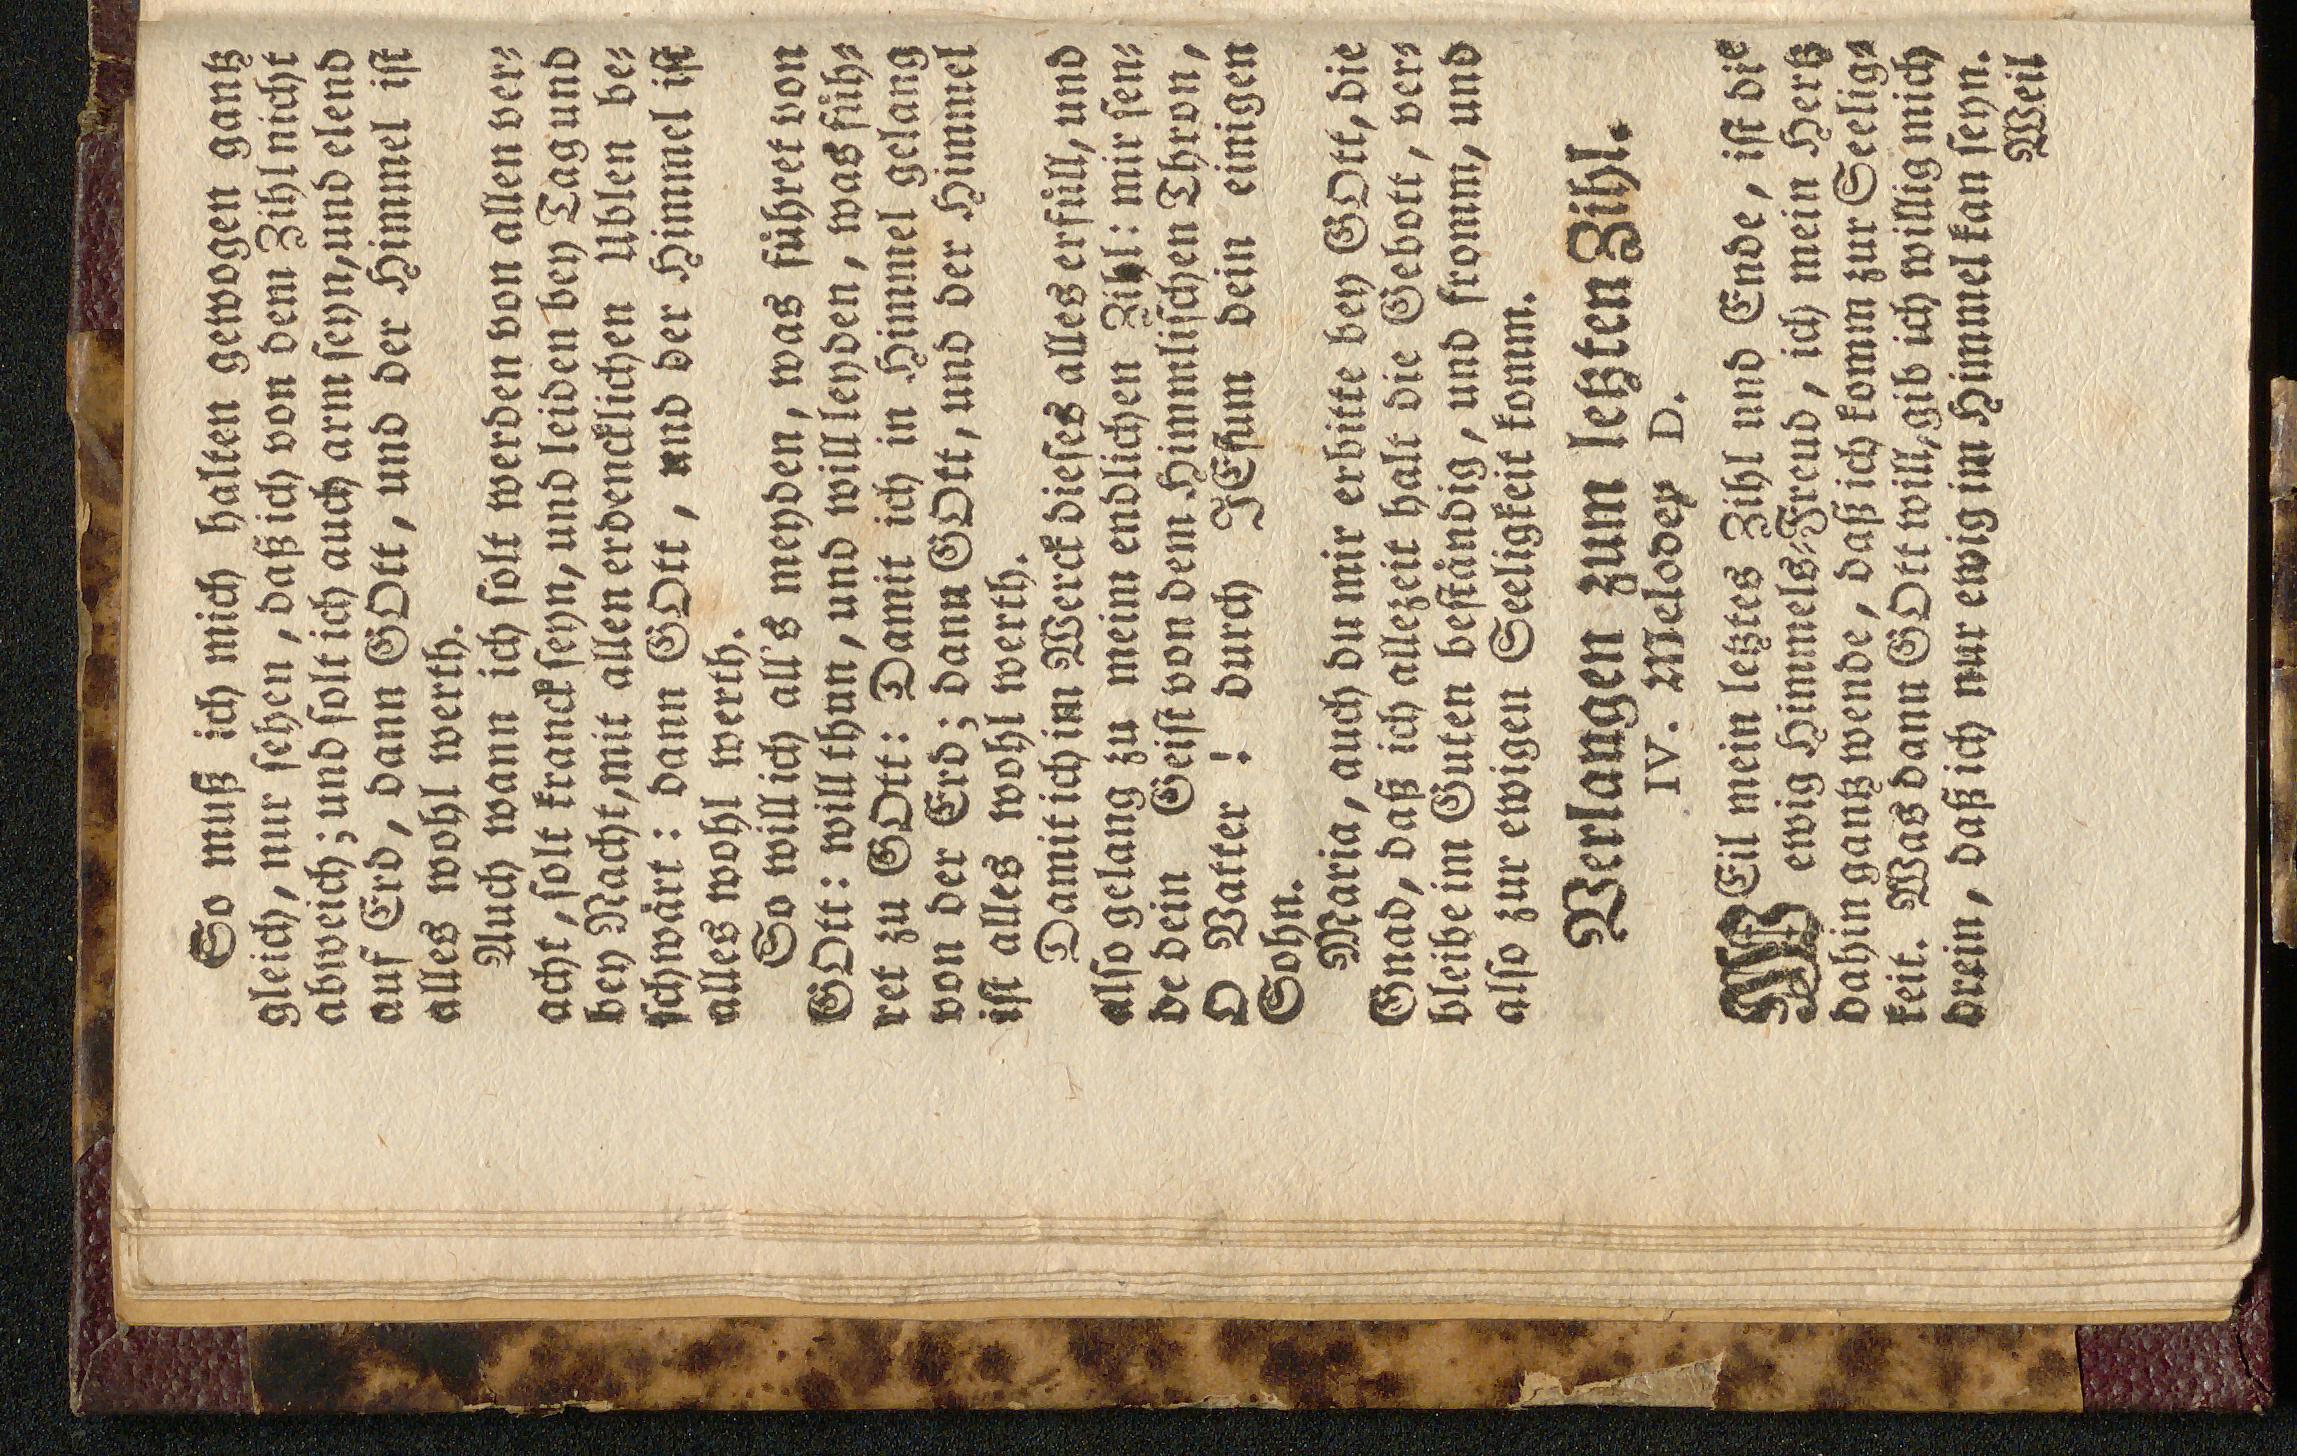 So muß ich mich halten gewogen gantz
gleich, nur sehen, daß ich von dem Zihl nicht
abweich; und solt ich auch arm seyn, und elend
auf Erd, dann GOtt, und der Himmel ist
alles wohl werth.
Auch wann ich solt werden von allen ver⸗
acht, solt kranck seyn, und leiden bey Tag und
bey Nacht, mit allen erdencklichen Ublen be⸗
schwärt: dann GOtt, und der Himmel ist
alles wohl werth.
So will ich all's meyden, was führet von
GOtt: will thun, und will leyden, was füh⸗
ret zu GOtt: Damit ich in Himmel gelang
von der Erd; dann GOtt, und der Himmel
ist alles wohl werth.
Damit ich im Werck dieses alles erfüll, und
also gelang zu meim endlichen Zihl: mir sen⸗
de dein Geist von dem Himmlischen Thron,
O Vatter! durch JEsum dein einigen
Sohn.
Maria, auch du mir erbitte bey GOtt, die
Gnad, daß ich allezeit halt die Gebott, ver⸗
bleibe im Guten beständig, und fromm, und
also zur ewigen Seeligkeit komm.
Verlangen zum letzten Zihl.
IV. Melodey D.
WEil mein letztes Zihl und Ende, ist die
ewig Himmels⸗Freud, ich mein Hertz
dahin gantz wende, daß ich komm zur Seelig⸗
keit. Was dann GOtt will, gib ich willig mich
drein, daß ich nur ewig im Himmel kan seyn.
Weil